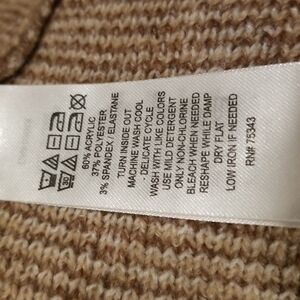 60% ACRYLIC
37% POLYESTER
3% SPANDEX / ELASTANE
TURN INSIDE OUT
MACHINE WASH COOL
- DELICATE CYCLE
WASH WITH LIKE COLORS
USE MILD DETERGENT
ONLY NON-CHLORINE
BLEACH WHEN NEEDED
RESHAPE WHILE DAMP
DRY FLAT
LOW IRON IF NEEDED
RN# 75343